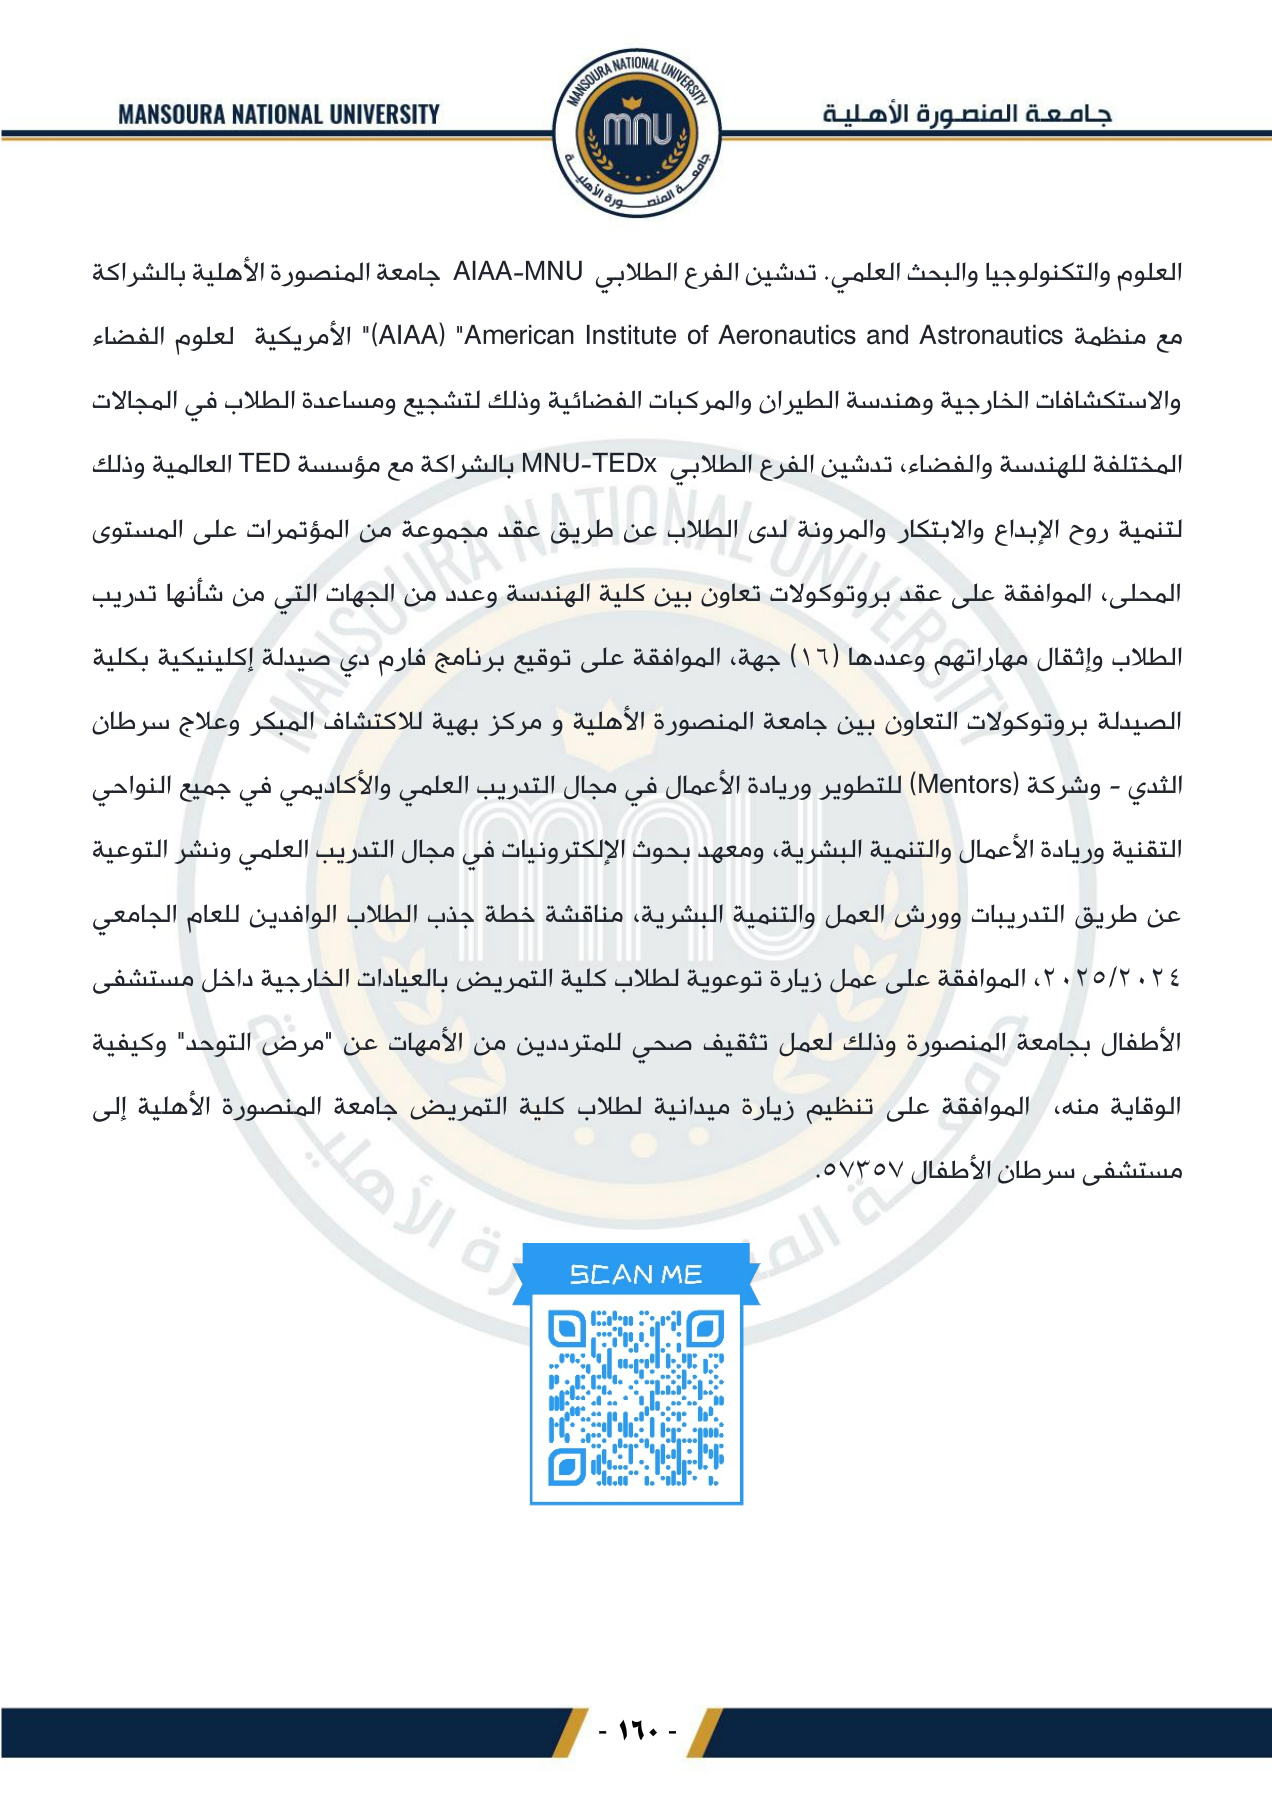 MANSOURA NATIONAL UNIVERSITY
جامعة المنصورة الأهلية
MANSOURA NATIONAL UNIVERSITY
mnu
جامعة المنصورة الأهلية
العلوم والتكنولوجيا والبحث العلمي. تدشين الفرع الطلابي AIAA-MNU جامعة المنصورة الأهلية بالشراكة
مع منظمة American Institute of Aeronautics and Astronautics" (AIAA)" الأمريكية لعلوم الفضاء
والاستكشافات الخارجية وهندسة الطيران والمركبات الفضائية وذلك لتشجيع ومساعدة الطلاب في المجالات
المختلفة للهندسة والفضاء، تدشين الفرع الطلابي MNU-TEDx بالشراكة مع مؤسسة TED العالمية وذلك
لتنمية روح الإبداع والابتكار والمرونة لدى الطلاب عن طريق عقد مجموعة من المؤتمرات على المستوى
المحلى، الموافقة على عقد بروتوكولات تعاون بين كلية الهندسة وعدد من الجهات التي من شأنها تدريب
الطلاب وإثقال مهاراتهم وعددها (١٦) جهة، الموافقة على توقيع برنامج فارم دي صيدلة إكلينيكية بكلية
الصيدلة بروتوكولات التعاون بين جامعة المنصورة الأهلية و مركز بهية للاكتشاف المبكر وعلاج سرطان
الثدي - وشركة (Mentors) للتطوير وريادة الأعمال في مجال التدريب العلمي والأكاديمي في جميع النواحي
التقنية وريادة الأعمال والتنمية البشرية، ومعهد بحوث الإلكترونيات في مجال التدريب العلمي ونشر التوعية
عن طريق التدريبات وورش العمل والتنمية البشرية، مناقشة خطة جذب الطلاب الوافدين للعام الجامعي
٢٠٢٥/٢٠٢٤، الموافقة على عمل زيارة توعوية لطلاب كلية التمريض بالعيادات الخارجية داخل مستشفى
الأطفال بجامعة المنصورة وذلك لعمل تثقيف صحي للمترددين من الأمهات عن "مرض التوحد" وكيفية
الوقاية منه، الموافقة على تنظيم زيارة ميدانية لطلاب كلية التمريض جامعة المنصورة الأهلية إلى
مستشفى سرطان الأطفال ٥٧٣٥٧.
SCAN ME
- ١٦٠ -